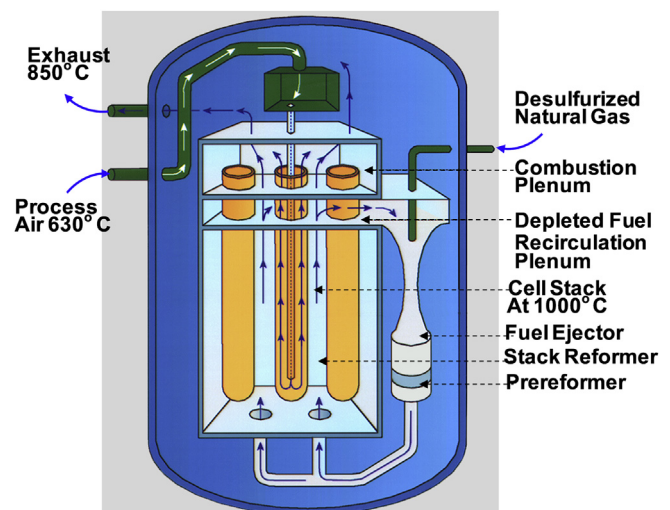 Exhaust
850°C
Process
Air 630°C
Desulfurized
Natural Gas
Combustion
Plenum
Depleted Fuel
Recirculation
Plenum
Cell Stack
At 1000°C
Fuel Ejector
Stack Reformer
Prereformer